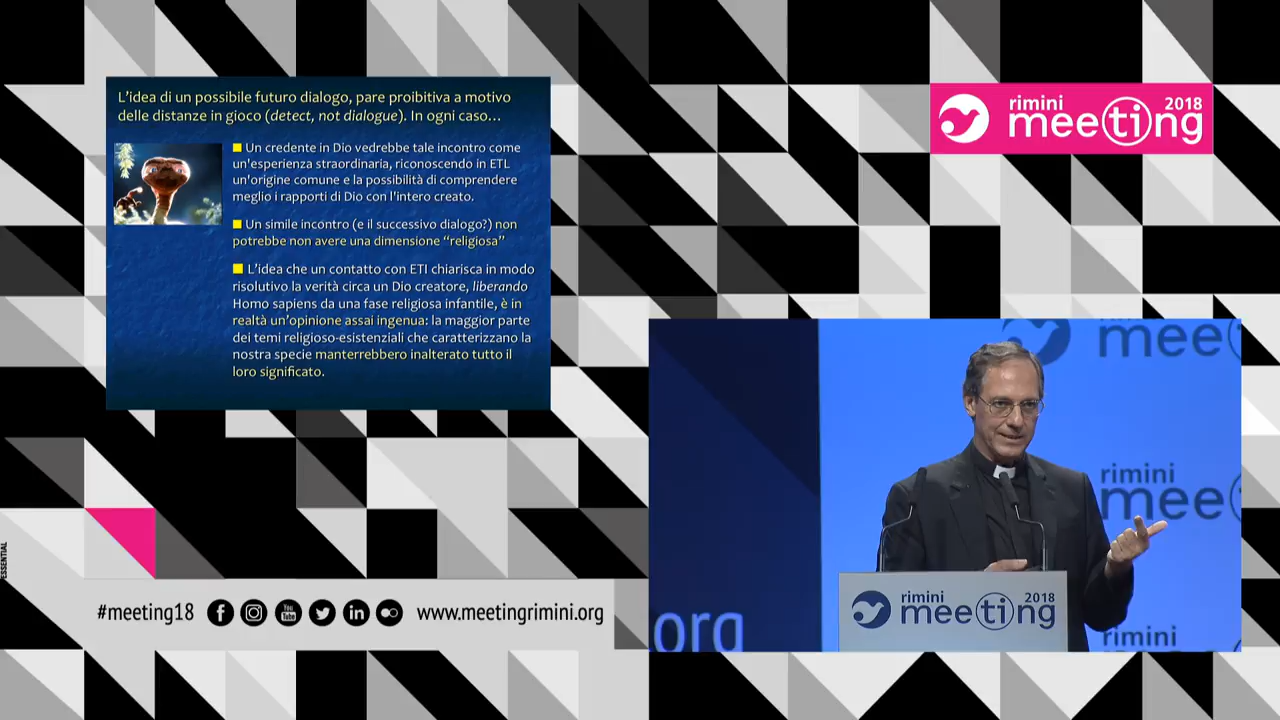 L'idea di un possibile futuro dialogo, pare proibitiva a motivo
delle distanze in gioco (detect, not dialogue). In ogni caso…
Un credente in Dio vedrebbe tale incontro come
un'esperienza straordinaria, riconoscendo in ETL
un'origine comune e la possibilità di comprendere
meglio i rapporti di Dio con l'intero creato.
Un simile incontro (e il successivo dialogo?) non
potrebbe non avere una dimensione "religiosa"
L'idea che un contatto con ETI chiarisca in modo
risolutivo la verità circa un Dio creatore, liberando
Homo sapiens da una fase religiosa infantile, è in
realtà un'opinione assai ingenua: la maggior parte
dei temi religioso-esistenziali che caratterizzano la
nostra specie manterrebbero inalterato tutto il
loro significato.
rimini 2018
meeting
mee
rimini
mee
rimini
.org
rimini 2018
meeting
ESSENTIAL
#meeting18
You
Tube
www.meetingrimini.org